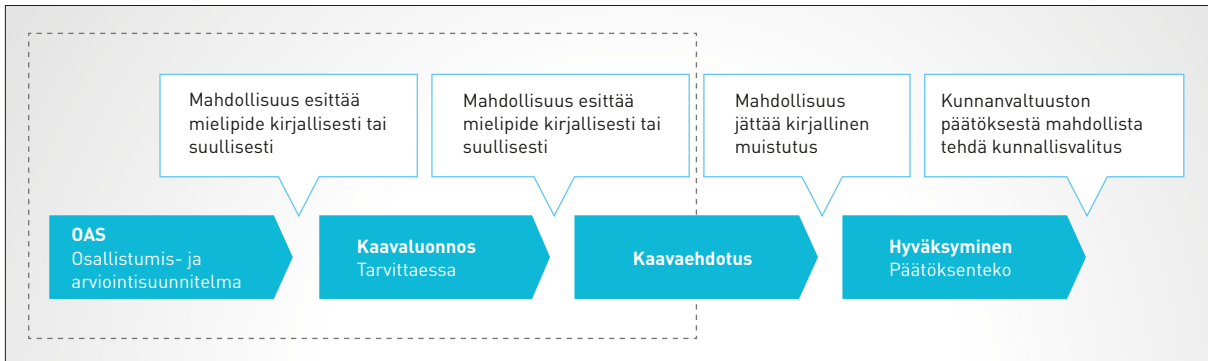 Mahdollisuus esittää
mielipide kirjallisesti tai
suullisesti
Mahdollisuus esittää
mielipide kirjallisesti tai
suullisesti
Mahdollisuus
jättää kirjallinen
muistutus
Kunnanvaltuuston
päätöksestä mahdollista
tehdä kunnallisvalitus
OAS
Osallistumis- ja
arviointisuunnitelma
Kaavaluonnos
Tarvittaessa
Kaavaehdotus
Hyväksyminen
Päätöksenteko